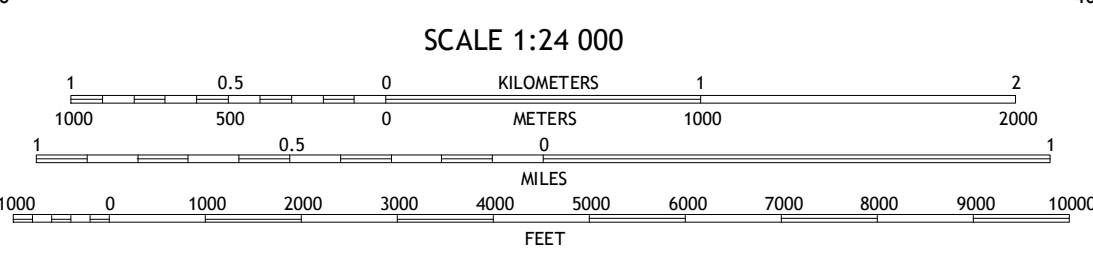 SCALE 1:24 000
1 0.5 0 KILOMETERS 1 2
1000 500 0 METERS 1000 2000
1 0.5 0 1
MILES
1000 0 1000 2000 3000 4000 5000 6000 7000 8000 9000 10000
FEET